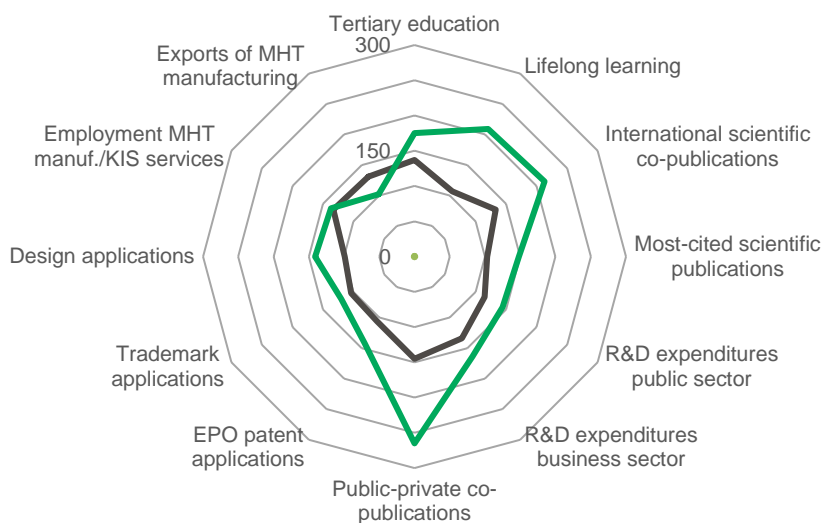 Tertiary education
300
Lifelong learning
International scientific
co-publications
Most-cited scientific
publications
R&D expenditures
public sector
R&D expenditures
business sector
Public-private co-
publications
EPO patent
applications
Trademark
applications
Design applications
Employment MHT
manuf./KIS services
Exports of MHT
manufacturing
150
0